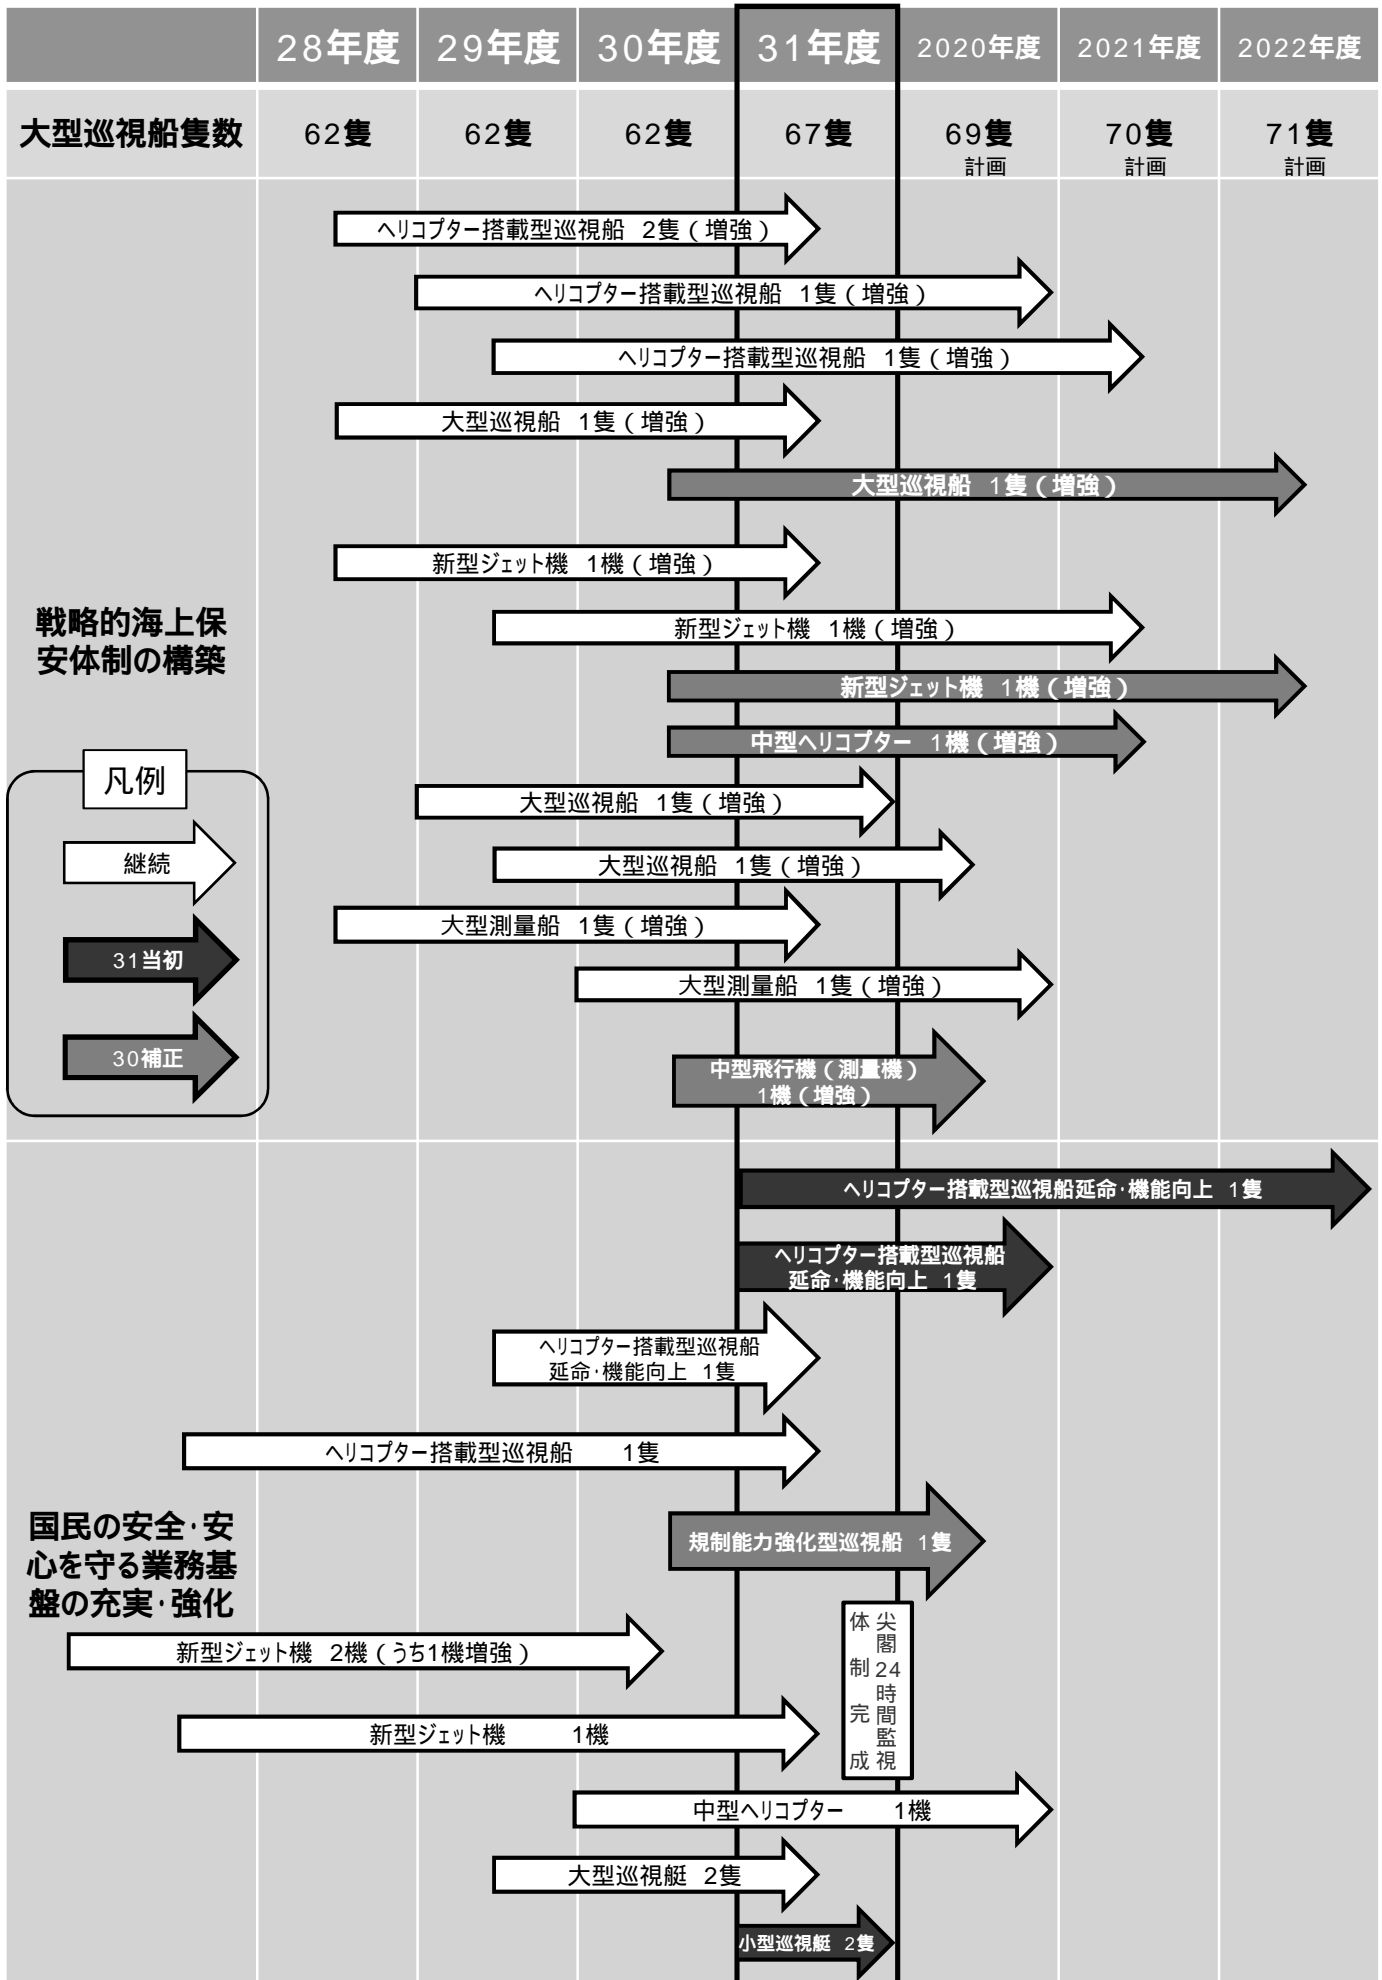 28年度 29年度 30年度 31年度 2020年度 2021年度 2022年度
大型巡視船隻数 62隻 62隻 62隻 67隻 69隻 70隻 71隻
計画 計画 計画
ヘリコプター搭載型巡視船 2隻（増強）
ヘリコプター搭載型巡視船 1隻（増強）
ヘリコプター搭載型巡視船 1隻（増強）
大型巡視船 1隻（増強）
大型巡視船 1隻（増強）
新型ジェット機 1機（増強）
戦略的海上保
安体制の構築
新型ジェット機 1機（増強）
新型ジェット機 1機（増強）
中型ヘリコプター 1機（増強）
凡例
継続
31当初
30補正
大型巡視船 1隻（増強）
大型巡視船 1隻（増強）
大型測量船 1隻（増強）
大型測量船 1隻（増強）
中型飛行機（測量機）
1機（増強）
ヘリコプター搭載型巡視船延命･機能向上 1隻
ヘリコプター搭載型巡視船
延命･機能向上 1隻
ヘリコプター搭載型巡視船
延命･機能向上 1隻
ヘリコプター搭載型巡視船 1隻
国民の安全･安
心を守る業務基
盤の充実･強化
規制能力強化型巡視船 1隻
尖閣24時間監視
体制完成
新型ジェット機 2機（うち1機増強）
新型ジェット機 1機
中型ヘリコプター 1機
大型巡視艇 2隻
小型巡視艇 2隻